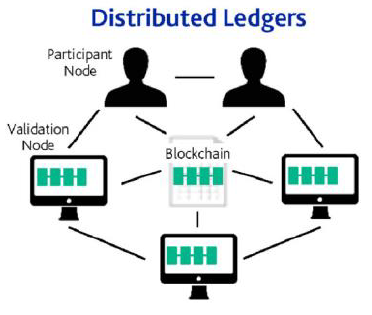 Distributed Ledgers
Participant
Node
Validation
Node
Blockchain